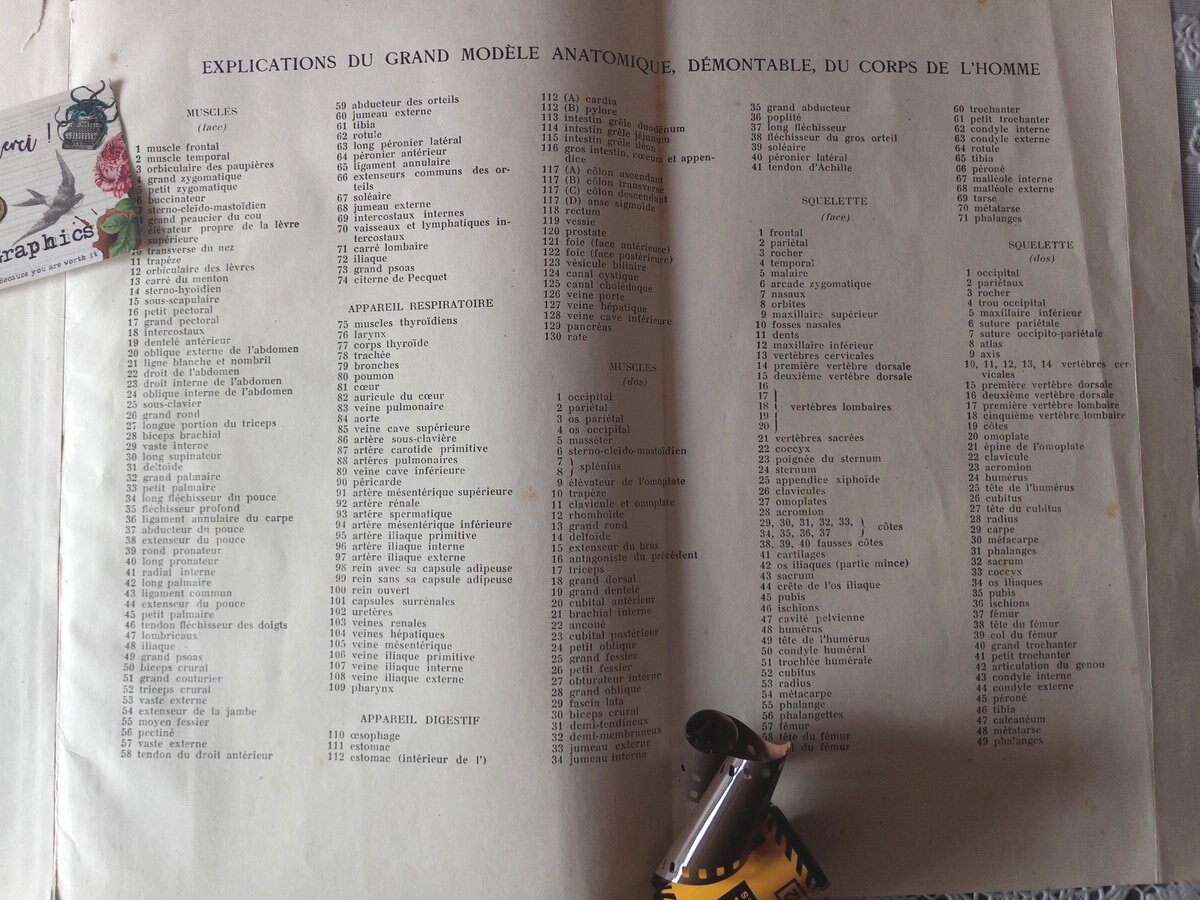 EXPLICATIONS DU GRAND MODÈLE ANATOMIQUE, DÉMONTABLE, DU CORPS DE L'HOMME
MUSCLES
(face)
1 muscle frontal
2 muscle temporal
3 orbiculaire des paupières
4 grand zygomatique
petit zygomatique
buccinateur
sterno-cleïdo-mastoïdien
grand peaucier du cou
élévateur propre de la lèvre
supérieure
10 transverse du nez
11 trapèze
12 orbiculaire des lèvres
13 carré du menton
14 sterno-hyoïdien
15 sous-scapulaire
16 petit pectoral
17 grand pectoral
18 intercostaux
19 dentelé antérieur
20 oblique externe de l'abdomen
21 ligne blanche et nombril
22 droit de l'abdomen
23 droit interne de l'abdomen
24 oblique interne de l'abdomen
25 sous-clavier
26 grand rond
27 longue portion du triceps
28 biceps brachial
29 vaste interne
30 long supinateur
31 deltoïde
32 grand palmaire
33 petit palmaire
34 long fléchisseur du pouce
35 fléchisseur profond
36 ligament annulaire du carpe
37 abducteur du pouce
38 extenseur du pouce
39 rond pronateur
40 long pronateur
41 radial interne
42 long palmaire
43 ligament commun
44 extenseur du pouce
45 petit palmaire
46 tendon fléchisseur des doigts
47 lombricaux
48 iliaque
49 grand psoas
50 biceps crural
51 grand couturier
52 triceps crural
53 vaste externe
54 extenseur de la jambe
55 moyen fessier
56 pectiné
57 vaste externe
58 tendon du droit antérieur
59 abducteur des orteils
60 jumeau externe
61 tibia
62 rotule
63 long péronier latéral
64 péronier antérieur
65 ligament annulaire
66 extenseurs communs des or-
teils
67 soléaire
68 jumeau externe
69 intercostaux internes
70 vaisseaux et lymphatiques in-
tercostaux
71 carré lombaire
72 iliaque
73 grand psoas
74 citerne de Pecquet
APPAREIL RESPIRATOIRE
75 muscles thyroïdiens
76 larynx
77 corps thyroïde
78 trachée
79 bronches
80 poumon
81 cœur
82 auricule du cœur
83 veine pulmonaire
84 aorte
85 veine cave supérieure
86 artère sous-clavière
87 artère carotide primitive
88 artères pulmonaires
89 veine cave inférieure
90 péricarde
91 artère mésentérique supérieure
92 artère rénale
93 artère spermatique
94 artère mésentérique inférieure
95 artère iliaque primitive
96 artère iliaque interne
97 artère iliaque externe
98 rein avec sa capsule adipeuse
99 rein sans sa capsule adipeuse
100 rein ouvert
101 capsules surrénales
102 uretères
103 veines renales
104 veines hépatiques
105 veine mésentérique
106 veine iliaque primitive
107 veine iliaque interne
108 veine iliaque externe
109 pharynx
APPAREIL DIGESTIF
110 œsophage
111 estomac
112 estomac (intérieur de l')
112 (A) cardia
112 (B) pylore
113 intestin grêle duodénum
114 intestin grêle jéjunum
115 intestin grêle iléon
116 gros intestin, cœcum et appen-
dice
117 (A) côlon ascendant
117 (B) côlon transverse
117 (C) côlon descendant
117 (D) anse sigmoïde
118 rectum
119 vessie
120 prostate
121 foie (face antérieure)
122 foie (face postérieure)
123 vésicule biliaire
124 canal cystique
125 canal cholédoque
126 veine porte
127 veine hépatique
128 veine cave inférieure
129 pancréas
130 rate
MUSCLES
(dos)
1 occipital
2 pariétal
3 os pariétal
4 os occipital
5 masséter
6 sterno-cleïdo-mastoïdien
7
8 splénius
9 élévateur de l'omoplate
10 trapèze
11 clavicule et omoplate
12 rhomboïde
13 grand rond
14 deltoïde
15 extenseur du bras
16 antagoniste du précédent
17 triceps
18 grand dorsal
19 grand dentelé
20 cubital antérieur
21 brachial interne
22 anconé
23 cubital postérieur
24 petit oblique
25 grand fessier
26 petit fessier
27 obturateur interne
28 grand oblique
29 fascia lata
30 biceps crural
31 demi-tendineux
32 demi-membraneux
33 jumeau externe
34 jumeau interne
35 grand abducteur
36 poplité
37 long fléchisseur
38 fléchisseur du gros orteil
39 soléaire
40 péronier latéral
41 tendon d'Achille
SQUELETTE
(face)
1 frontal
2 pariétal
3 rocher
4 temporal
5 malaire
6 arcade zygomatique
7 nasaux
8 orbites
9 maxillaire supérieur
10 fosses nasales
11 dents
12 maxillaire inférieur
13 vertèbres cervicales
14 première vertèbre dorsale
15 deuxième vertèbre dorsale
16
17
18 vertèbres lombaires
19
20
21 vertèbres sacrées
22 coccyx
23 poignée du sternum
24 sternum
25 appendice xiphoïde
26 clavicules
27 omoplates
28 acromion
29, 30, 31, 32, 33,
34, 35, 36, 37 côtes
38, 39, 40 fausses côtes
41 cartilages
42 os iliaques (partie mince)
43 sacrum
44 crête de l'os iliaque
45 pubis
46 ischions
47 cavité pelvienne
48 humérus
49 tête de l'humérus
50 condyle huméral
51 trochlée humérale
52 cubitus
53 radius
54 métacarpe
55 phalange
56 phalangettes
57 fémur
58 tête du fémur
du fémur
60 trochanter
61 petit trochanter
62 condyle interne
63 condyle externe
64 rotule
65 tibia
66 péroné
67 malléole interne
68 malléole externe
69 tarse
70 métatarse
71 phalanges
SQUELETTE
(dos)
1 occipital
2 pariétaux
3 rocher
4 trou occipital
5 maxillaire inférieur
6 suture pariétale
7 suture occipito-pariétale
8 atlas
9 axis
10, 11, 12, 13, 14 vertèbres cer-
vicales
15 première vertèbre dorsale
16 deuxième vertèbre dorsale
17 première vertèbre lombaire
18 cinquième vertèbre lombaire
19 côtes
20 omoplate
21 épine de l'omoplate
22 clavicule
23 acromion
24 humérus
25 tête de l'humérus
26 cubitus
27 tête du cubitus
28 radius
29 carpe
30 métacarpe
31 phalanges
32 sacrum
33 coccyx
34 os iliaques
35 pubis
36 ischions
37 fémur
38 tête du fémur
39 col du fémur
40 grand trochanter
41 petit trochanter
42 articulation du genou
43 condyle interne
44 condyle externe
45 péroné
46 tibia
47 calcanéum
48 métatarse
49 phalanges
erci !
raphics
Because you are worth it